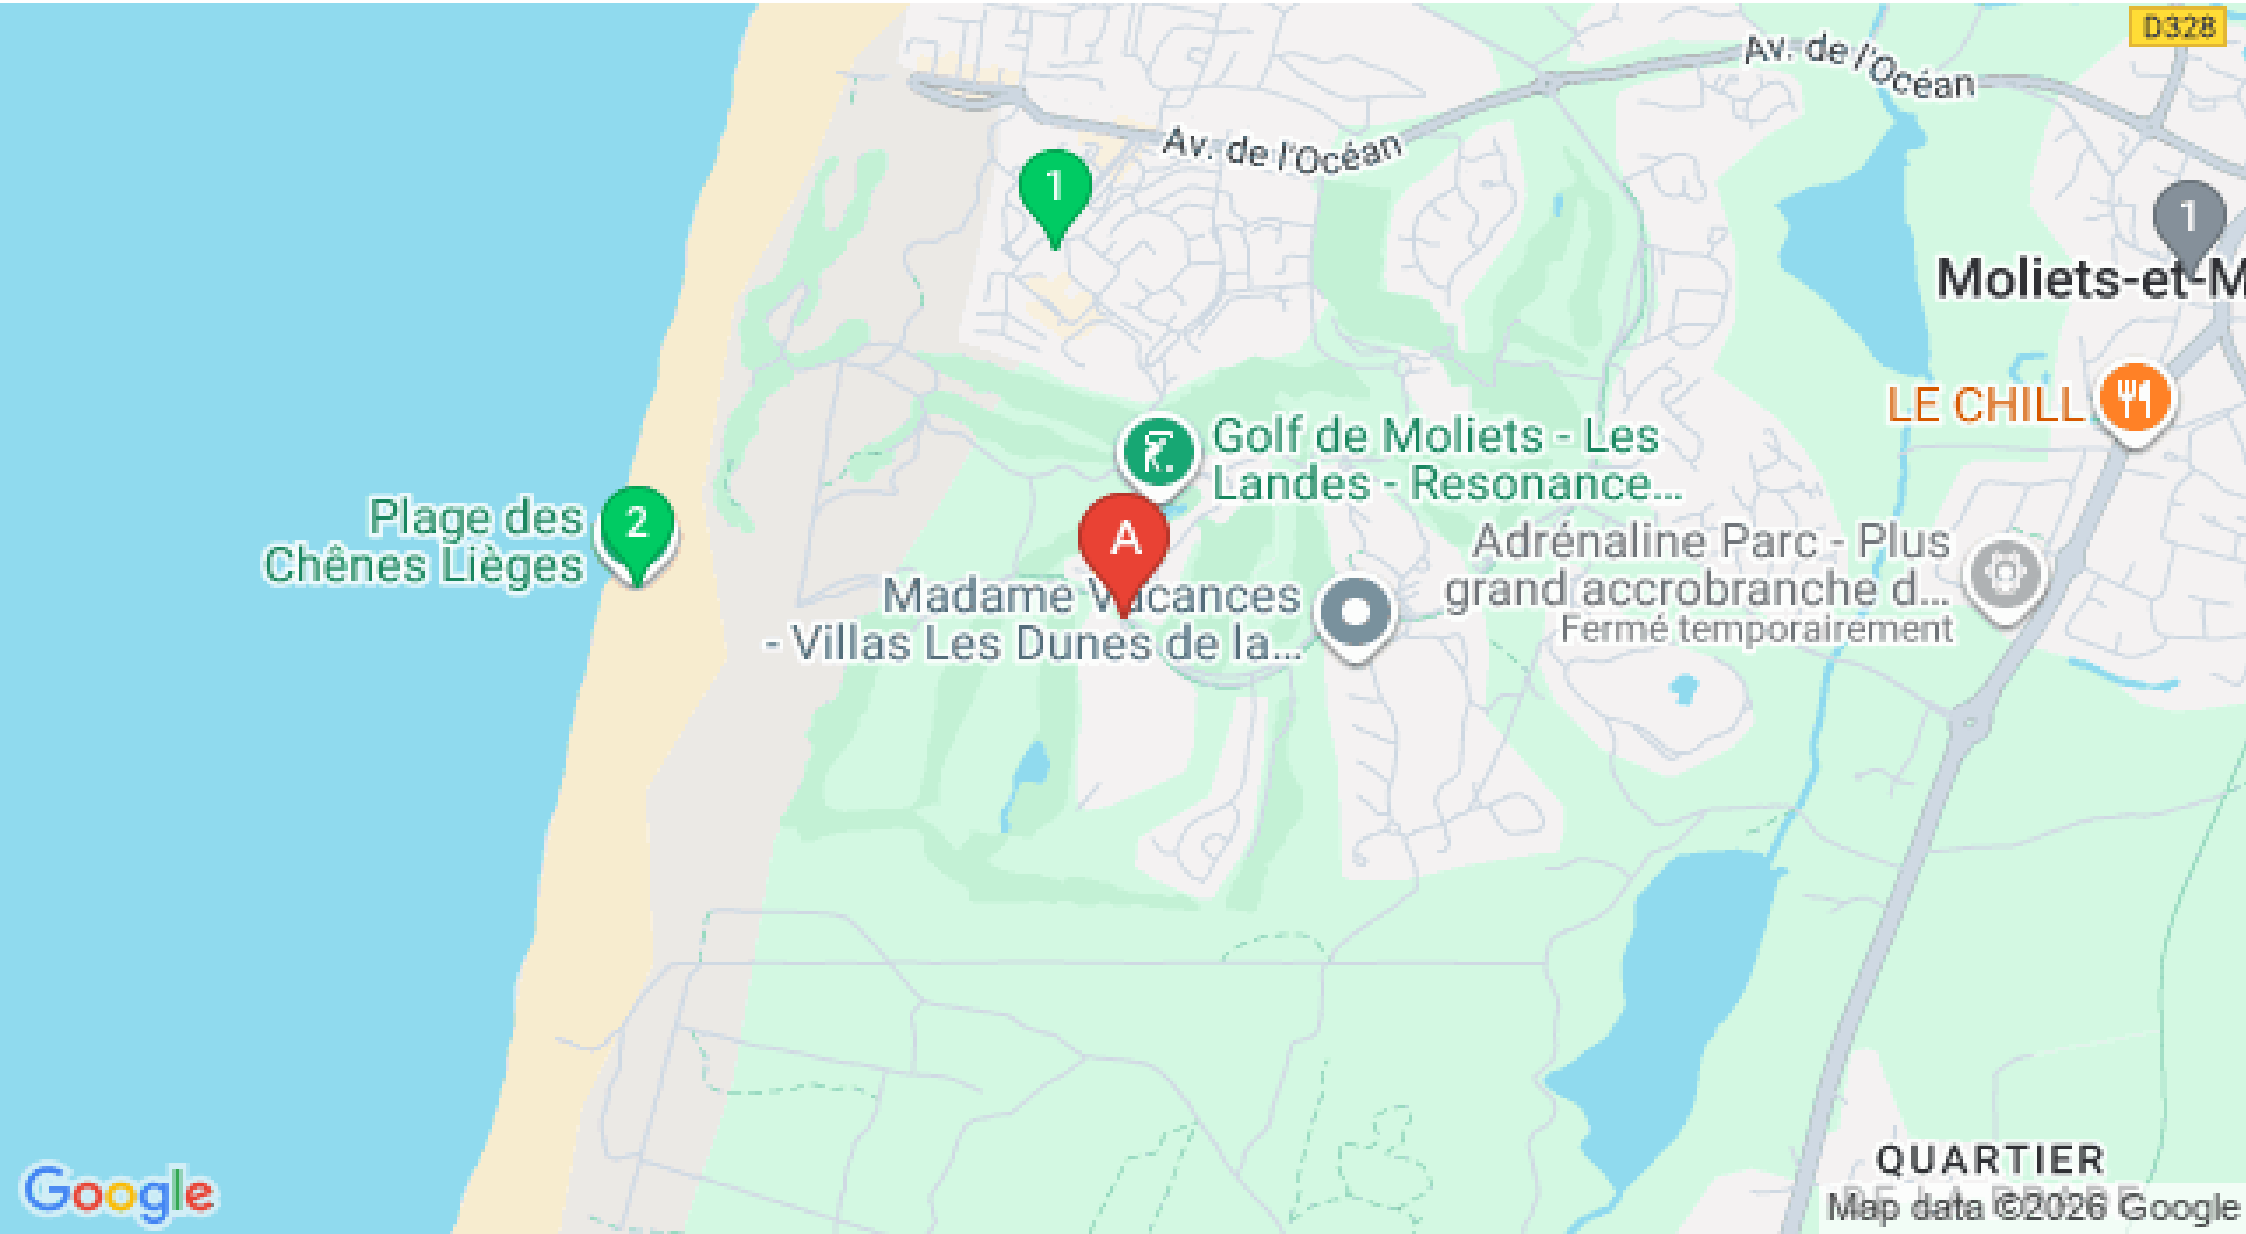 D328
Av. de l'Océan
Av. de l'Océan
1
1
Moliets-et-M
LE CHILL
Golf de Moliets - Les
Landes - Resonance...
Plage des
Chênes Lièges
2
A
Adrénaline Parc - Plus
grand accrobranche d...
Fermé temporairement
Madame Vacances
- Villas Les Dunes de la...
QUARTIER
Map data ©2026 Google
Google